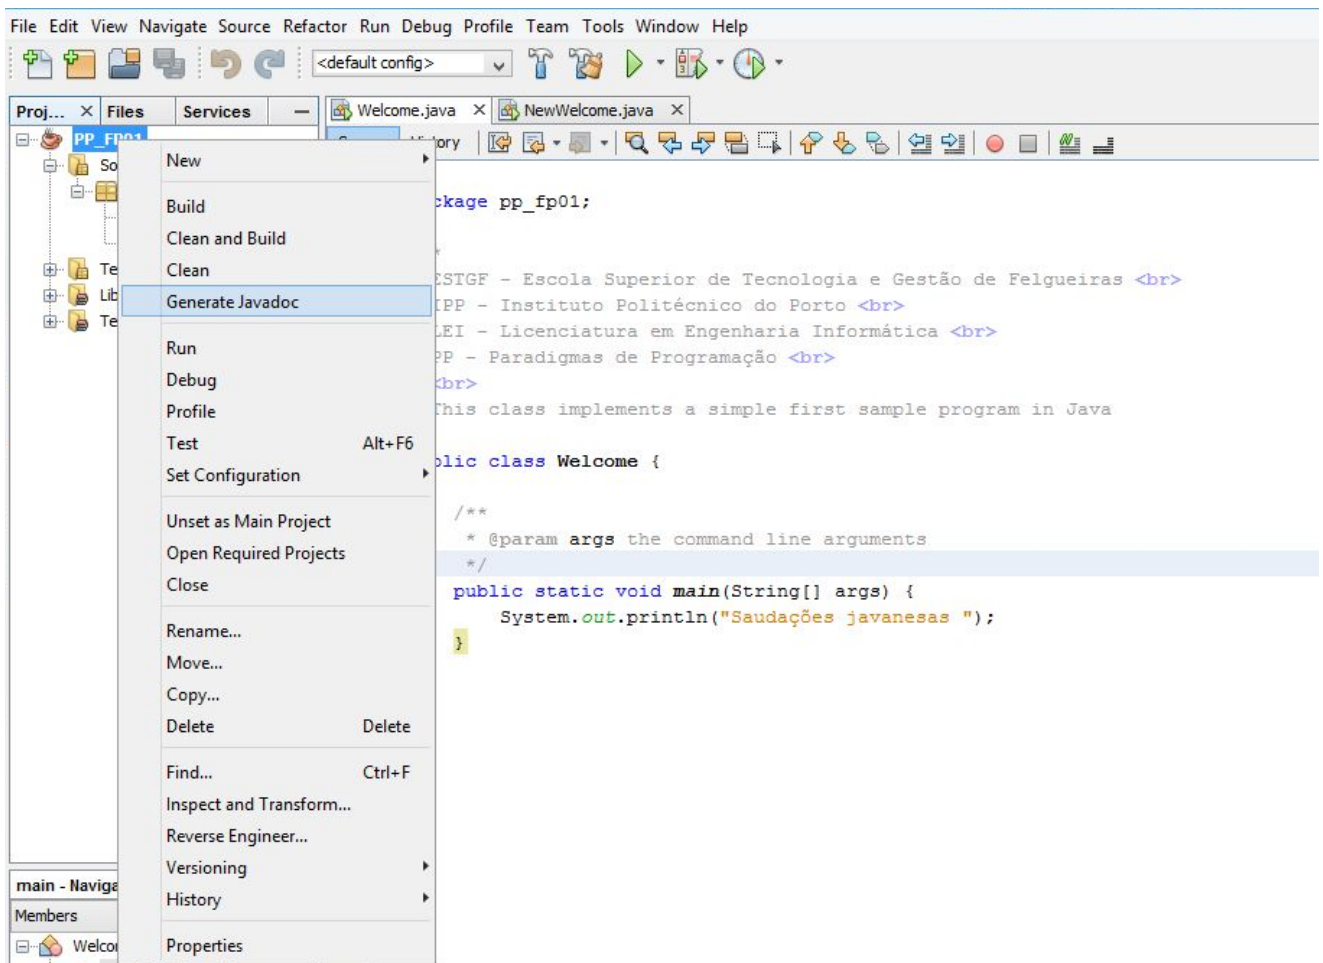 File Edit View Navigate Source Refactor Run Debug Profile Team Tools Window Help
<default config>
Proj... Files Services
Welcome.java NewWelcome.java
PP_FP01
New
Build
Clean and Build
Clean
Generate Javadoc
Run
Debug
Profile
Test Alt+F6
Set Configuration
Unset as Main Project
Open Required Projects
Close
Rename...
Move...
Copy...
Delete Delete
Find... Ctrl+F
Inspect and Transform...
Reverse Engineer...
Versioning
History
Properties
So
Te
Lib
Te
main - Naviga
Members
Welco
ory
ckage pp_fp01;
*
ESTGF - Escola Superior de Tecnologia e Gestão de Felgueiras <br>
IPP - Instituto Politécnico do Porto <br>
LEI - Licenciatura em Engenharia Informática <br>
PP - Paradigmas de Programação <br>
<br>
This class implements a simple first sample program in Java
blic class Welcome {
/**
* @param args the command line arguments
*/
public static void main(String[] args) {
System.out.println("Saudações javanesas ");
}